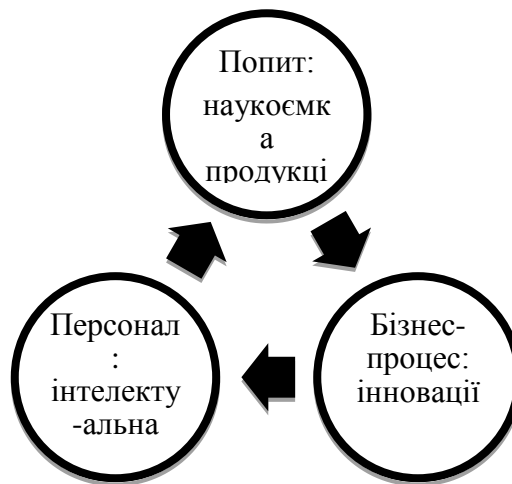 Попит:
наукоємк
а
продукці
Бізнес-
процес:
інновації
Персонал
:
інтелекту
-альна